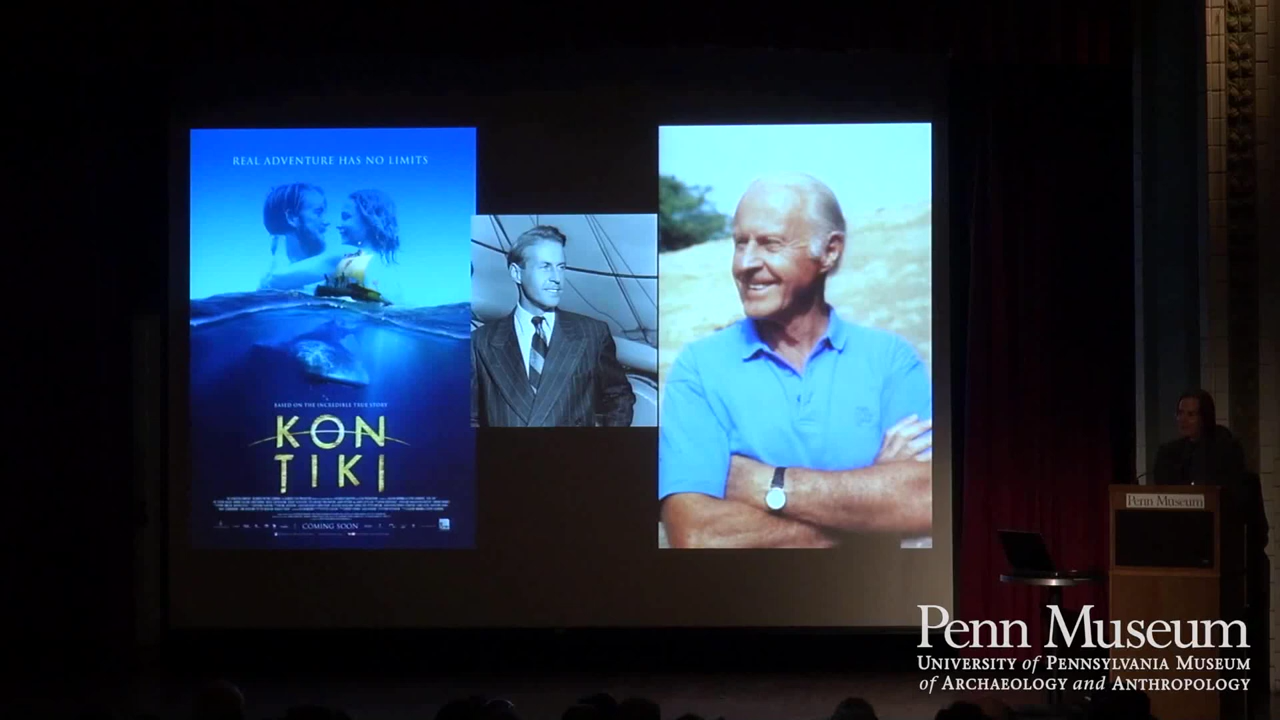 REAL ADVENTURE HAS NO LIMITS
BASED ON THE INCREDIBLE TRUE STORY
KON
TIKI
COMING SOON
Penn Museum
Penn Museum
UNIVERSITY of PENNSYLVANIA MUSEUM
of ARCHAEOLOGY and ANTHROPOLOGY